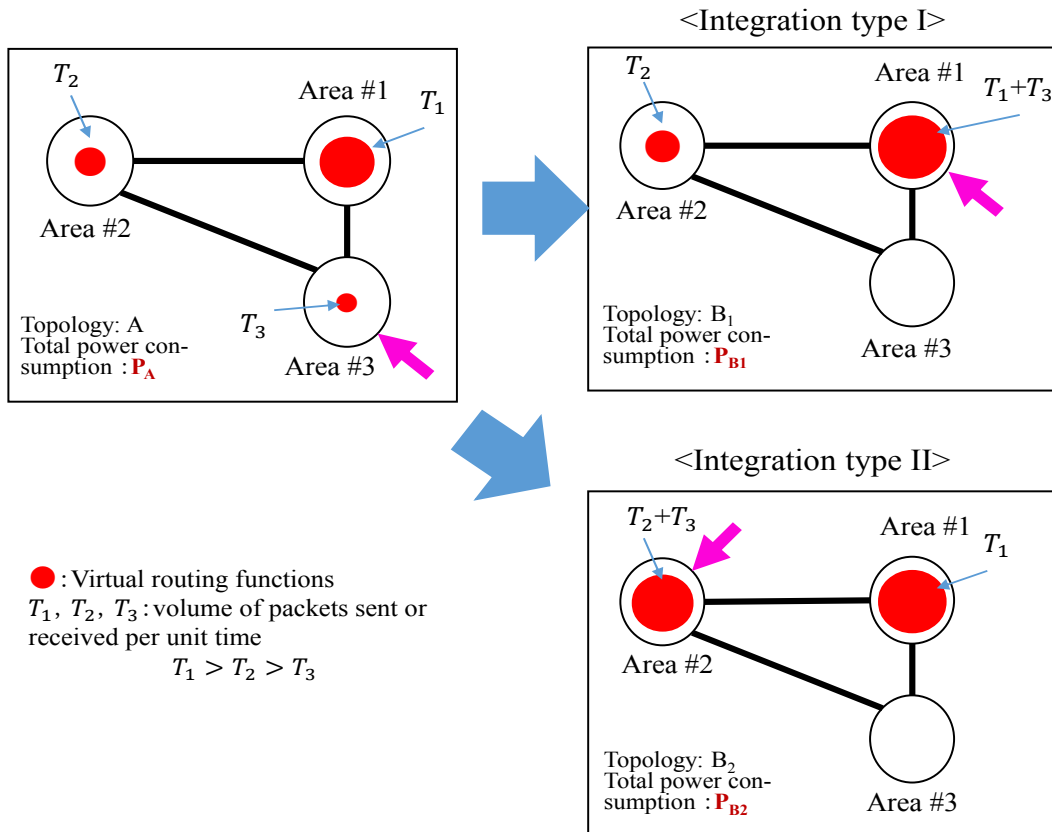 <Integration type I>
T₂
Area #1
T₁
Area #2
T₃
Topology: A
Total power con-
sumption : P_A
Area #3
T₂
Area #1
T₁+T₃
Area #2
Topology: B₁
Total power con-
sumption : P_B1
Area #3
<Integration type II>
T₂+T₃
Area #1
T₁
Area #2
Topology: B₂
Total power con-
sumption : P_B2
Area #3
: Virtual routing functions
T₁, T₂, T₃ : volume of packets sent or
received per unit time
T₁ > T₂ > T₃